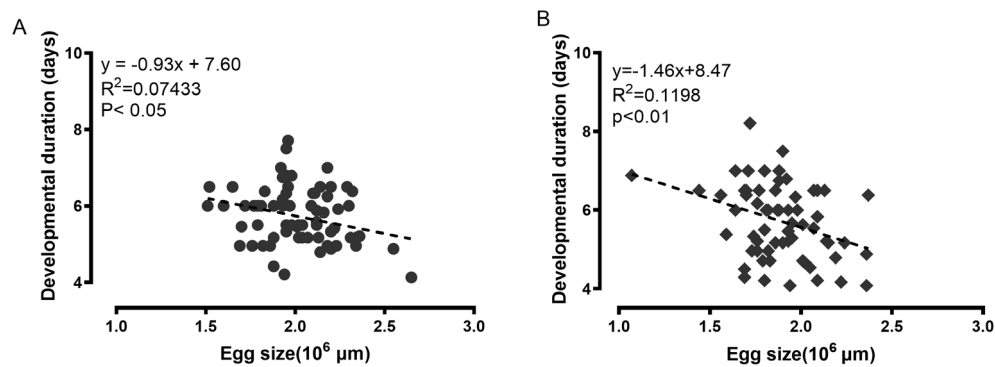 A
Developmental duration (days)
10
8
6
4
y = -0.93x + 7.60
R²=0.07433
P< 0.05
1.0 1.5 2.0 2.5 3.0
Egg size(10⁶ µm)
B
Developmental duration (days)
10
8
6
4
y=-1.46x+8.47
R²=0.1198
p<0.01
1.0 1.5 2.0 2.5 3.0
Egg size(10⁶ µm)